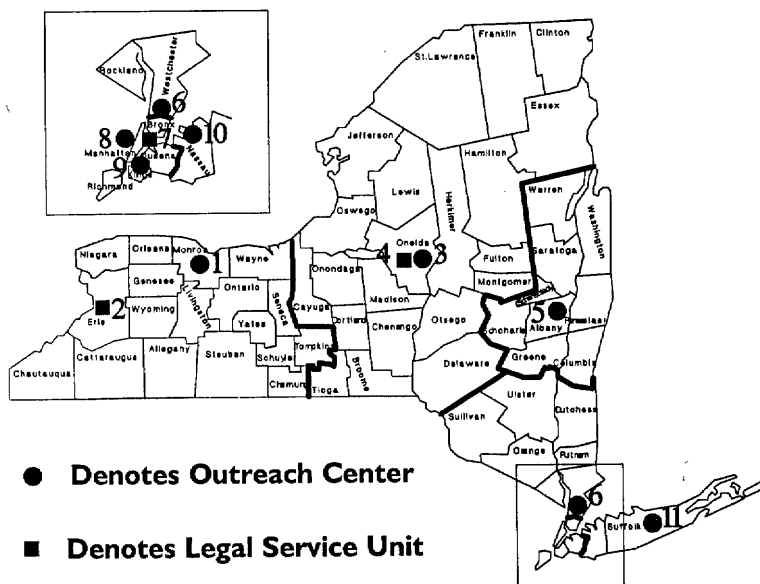 Rockland
Westchester
6
Bronx
8
7
10
Manhattan
Queens
Nassau
9
Kings
Richmond
Franklin
Clinton
St.Lawrence
Essex
Jefferson
Hamilton
Lewis
Herkimer
Warren
Washington
Oswego
Oneida
4
3
Saratoga
Niagara
Orleans
Monroe
1
Wayne
Fulton
Montgomery
Onondaga
Genesee
Ontario
Livingston
Seneca
Cayuga
Madison
2
Erie
Wyoming
Yates
Cortland
Chenango
Otsego
Schoharie
5
Albany
Rensselaer
Chautauqua
Cattaraugus
Allegany
Steuben
Schuyler
Tompkins
Chemung
Tioga
Broome
Delaware
Greene
Columbia
Ulster
Sullivan
Dutchess
Orange
Putnam
Denotes Outreach Center
Denotes Legal Service Unit
6
Suffolk
11